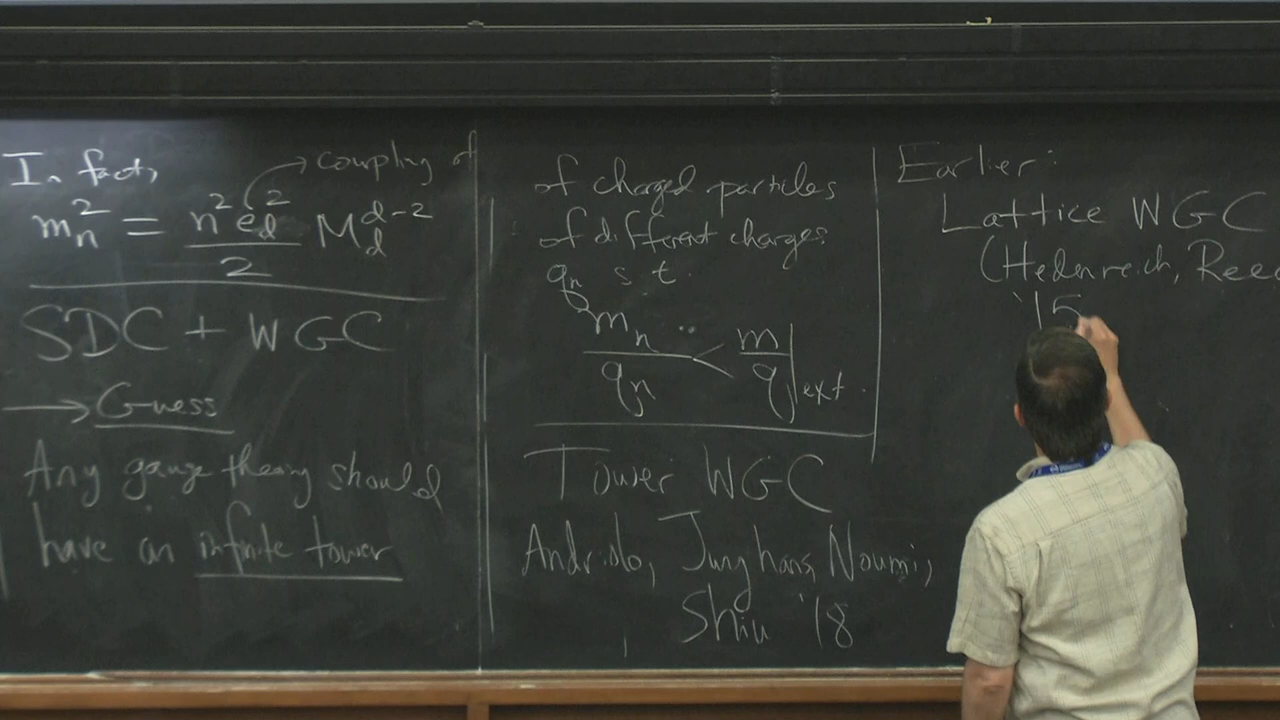 In fact,
→ coupling of
m_n^2 = n^2 e_d^2 / 2 M_d^{d-2}
SDC + WGC
→ Guess
Any gauge theory should
have an infinite tower
of charged particles
of different charges
q_n s.t.
m_n / q_n < m / q |ext.
Tower WGC
Andriolo, Junghans, Noumi,
Shiu '18
Earlier:
Lattice WGC
(Heidenreich, Reece
'15